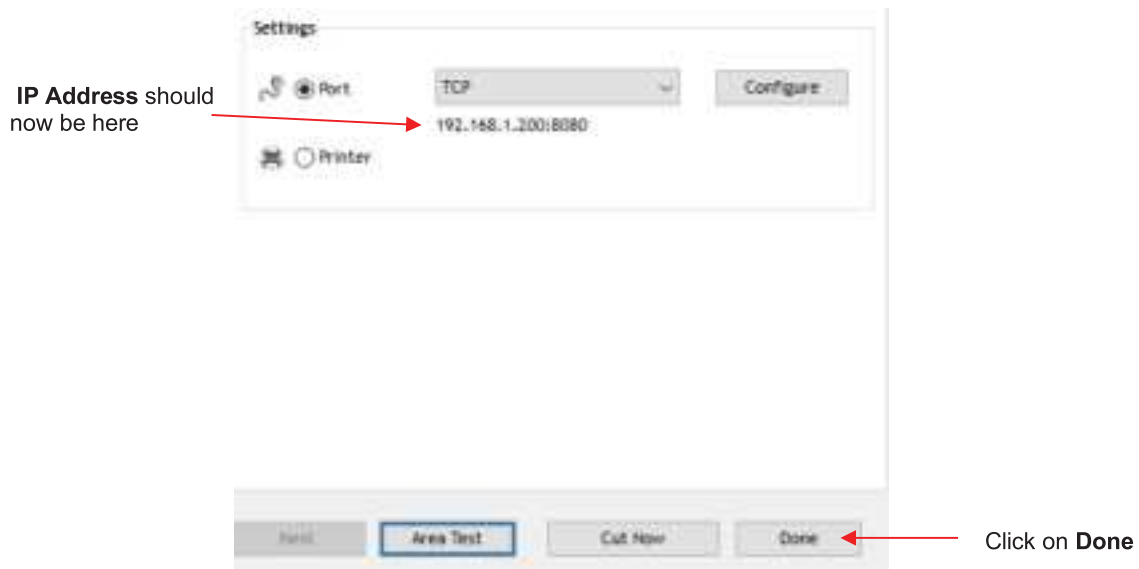 Settings
Port
TCP
Configure
IP Address should
now be here
192.168.1.200:8080
Printer
Next
Area Test
Cut Now
Done
Click on Done